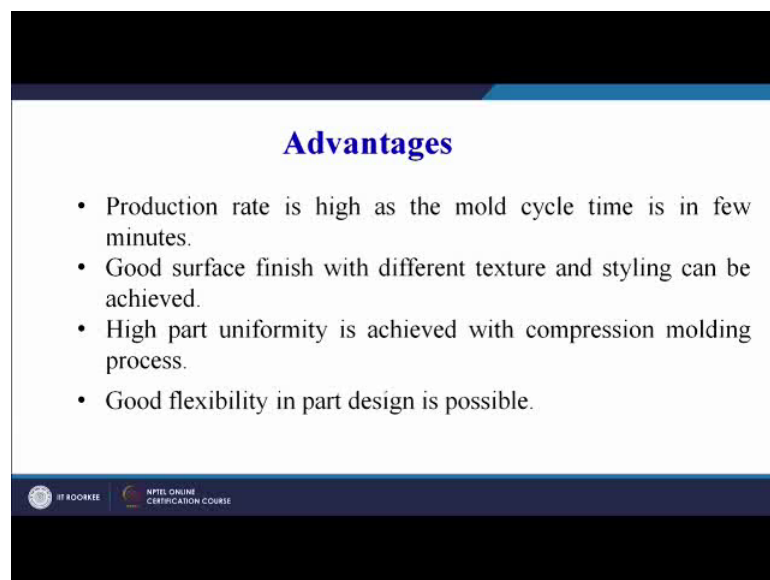 Advantages
• Production rate is high as the mold cycle time is in few
minutes.
• Good surface finish with different texture and styling can be
achieved.
• High part uniformity is achieved with compression molding
process.
• Good flexibility in part design is possible.
IIT ROORKEE
NPTEL ONLINE
CERTIFICATION COURSE